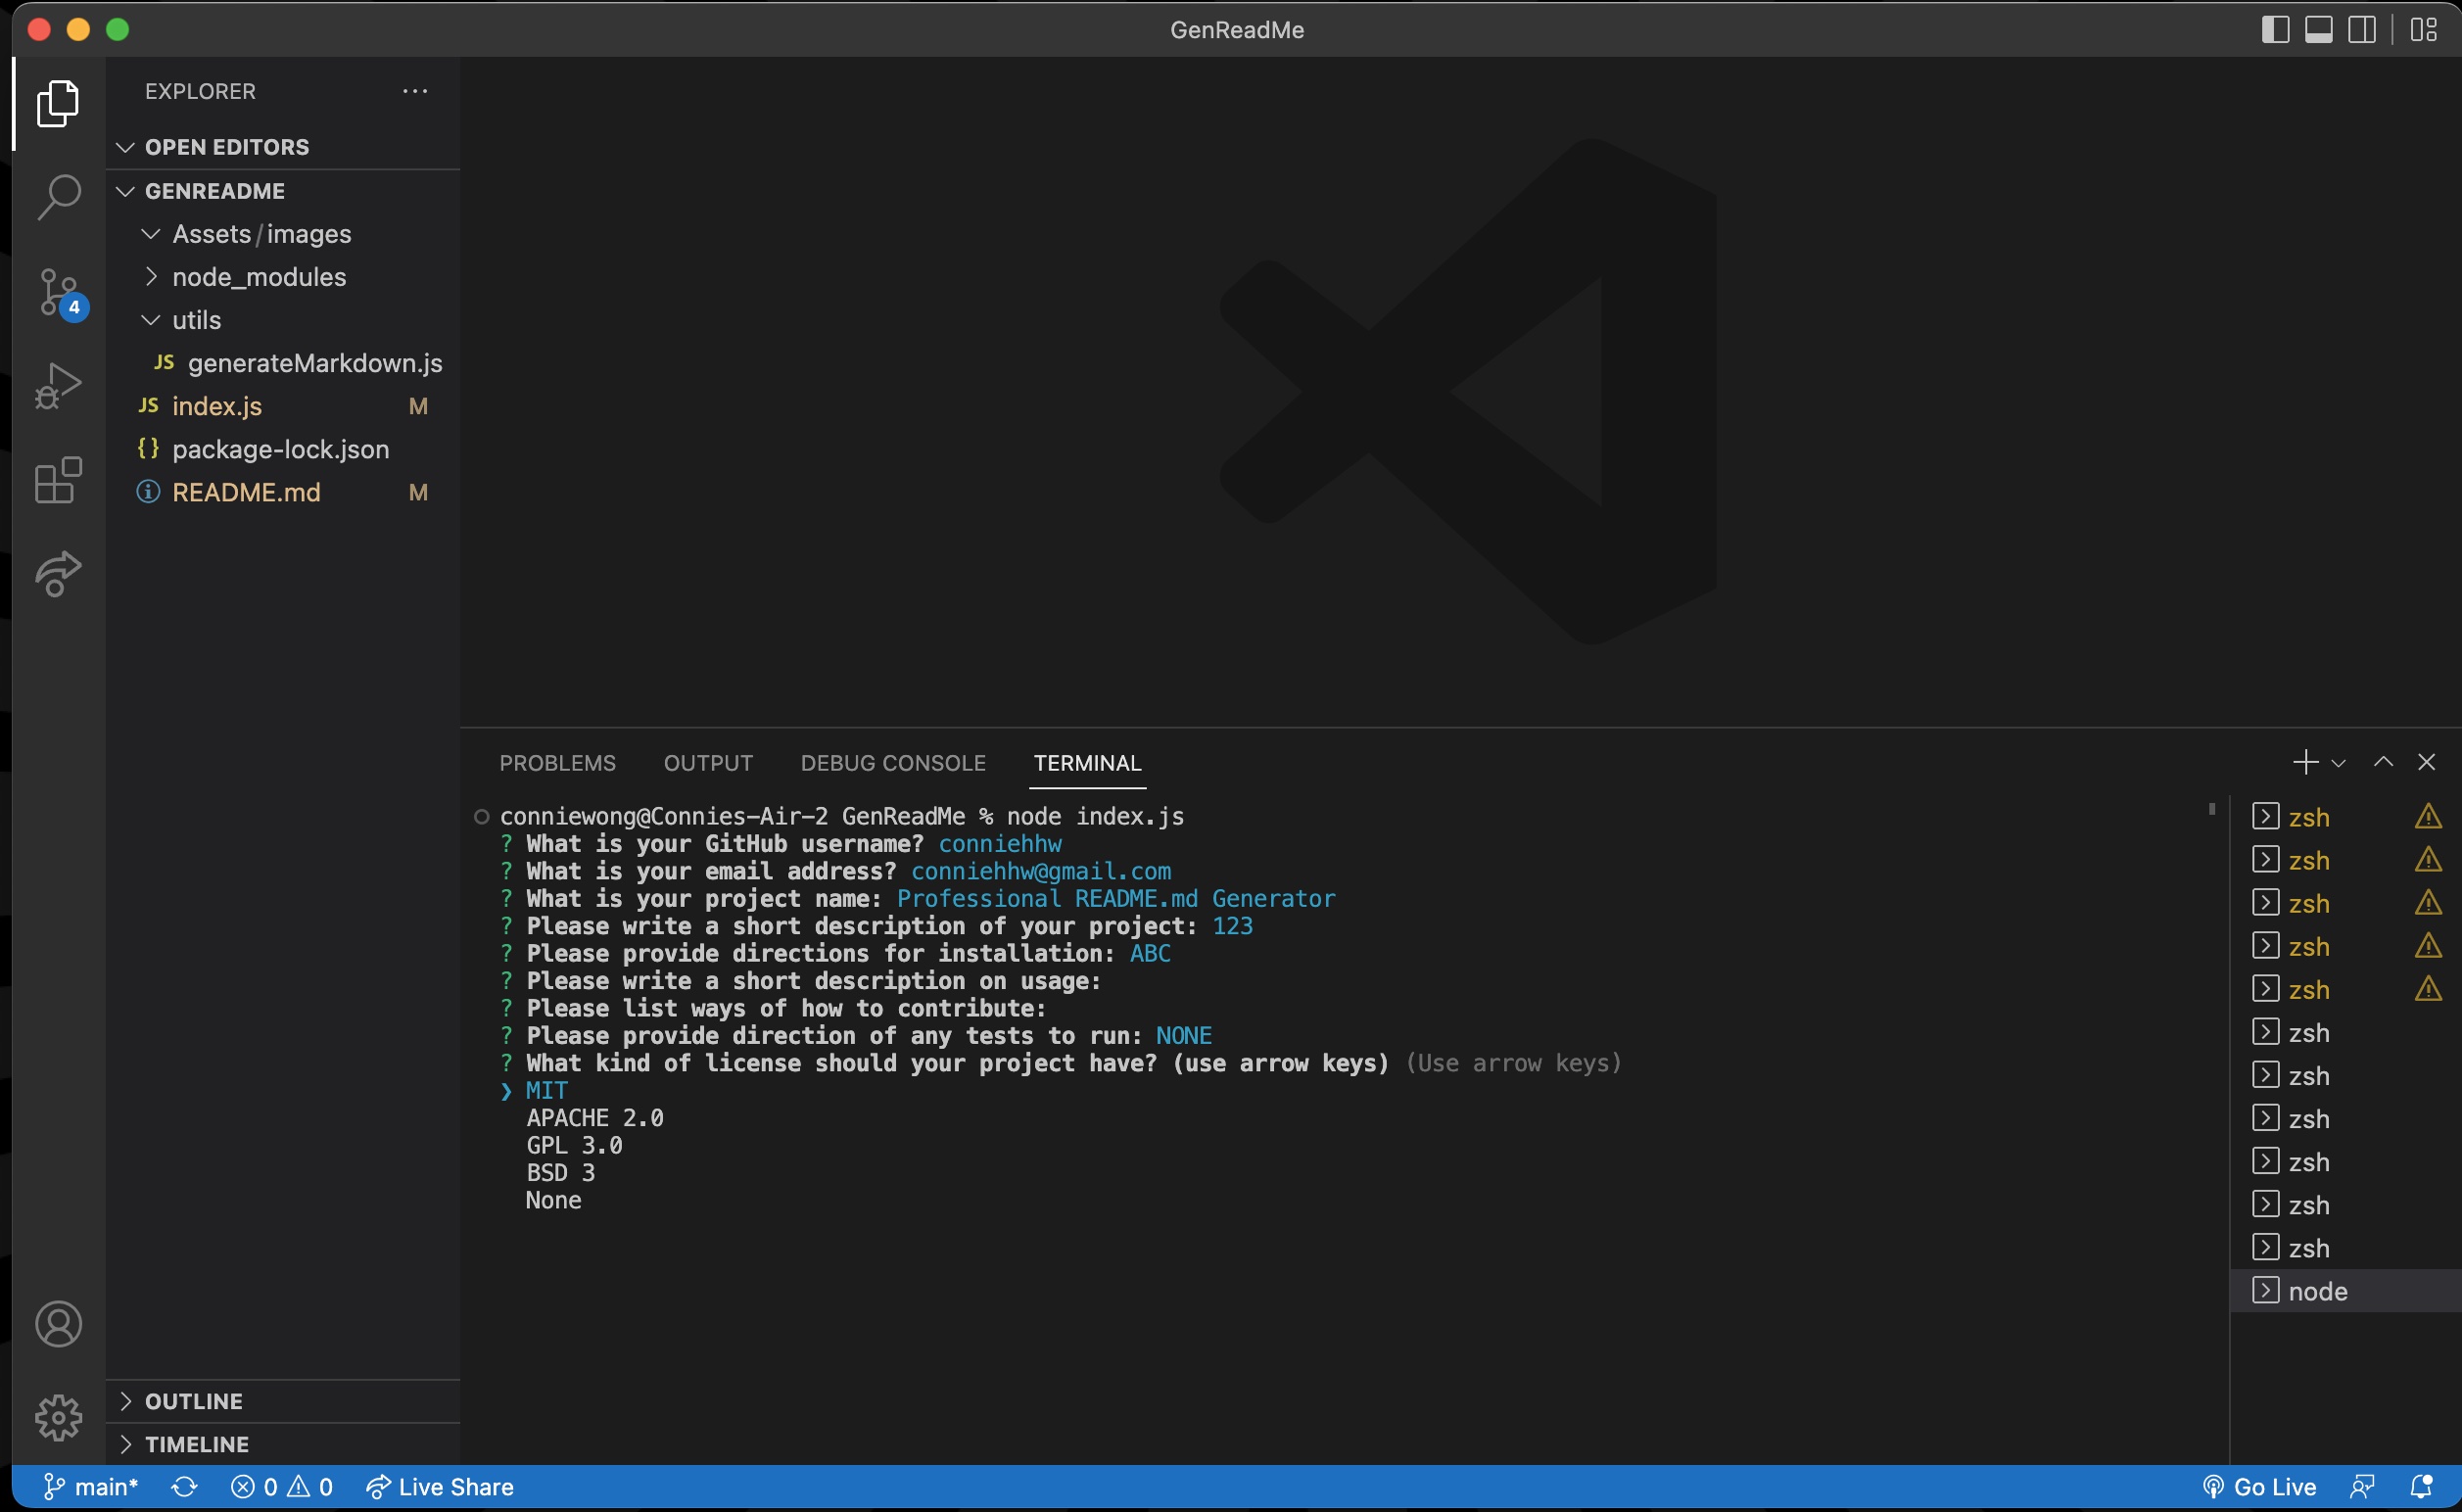 GenReadMe
EXPLORER
OPEN EDITORS
GENREADME
Assets/images
node_modules
4
utils
JS generateMarkdown.js
JS index.js M
{} package-lock.json
README.md M
OUTLINE
TIMELINE
PROBLEMS OUTPUT DEBUG CONSOLE TERMINAL
conniewong@Connies-Air-2 GenReadMe % node index.js
? What is your GitHub username? conniehhw
? What is your email address? conniehhw@gmail.com
? What is your project name: Professional README.md Generator
? Please write a short description of your project: 123
? Please provide directions for installation: ABC
? Please write a short description on usage:
? Please list ways of how to contribute:
? Please provide direction of any tests to run: NONE
? What kind of license should your project have? (use arrow keys) (Use arrow keys)
❯ MIT
APACHE 2.0
GPL 3.0
BSD 3
None
zsh
zsh
zsh
zsh
zsh
zsh
zsh
zsh
zsh
zsh
zsh
node
main* 0 0 Live Share Go Live